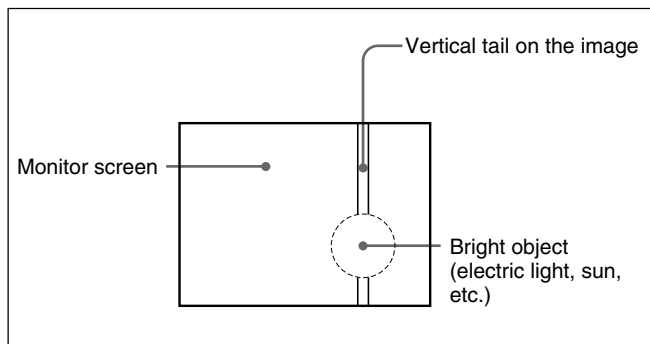 Vertical tail on the image
Monitor screen
Bright object
(electric light, sun,
etc.)